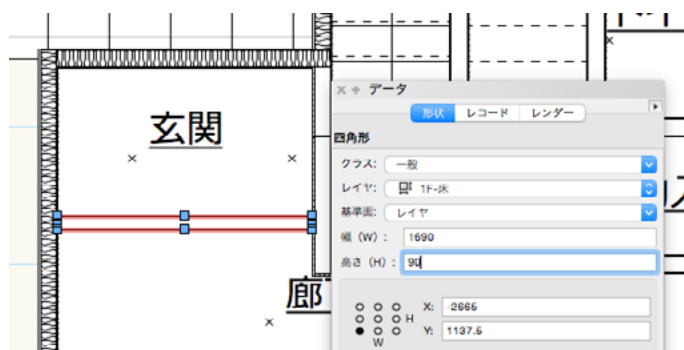 玄関
廊
データ
形状 レコード レンダー
四角形
クラス: 一般
レイヤ: 1F-床
基準面: レイヤ
幅 (W) : 1690
高さ (H) : 90
H
W
X: -2665
Y: 1137.5